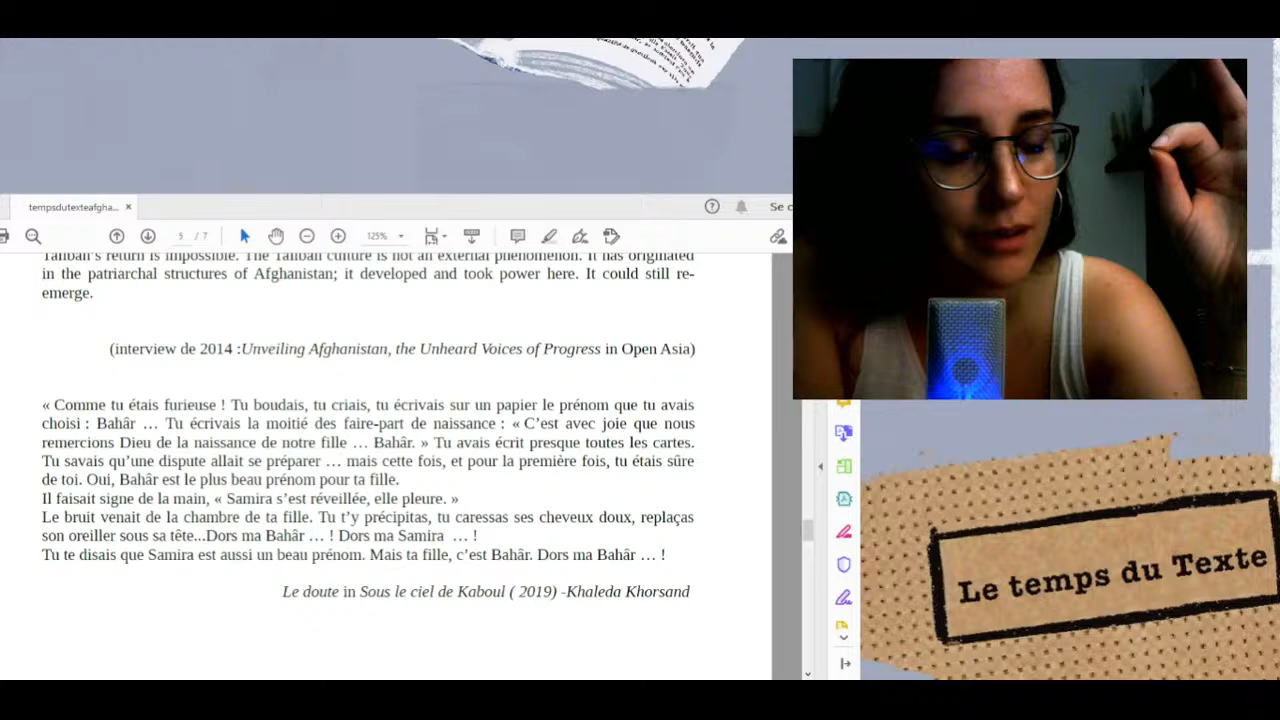 tempsdutexteafgha...
Se c
5 / 7
125%
Taliban's return is impossible. The Taliban culture is not an external phenomenon. It has originated
in the patriarchal structures of Afghanistan; it developed and took power here. It could still re-
emerge.
(interview de 2014 :Unveiling Afghanistan, the Unheard Voices of Progress in Open Asia)
« Comme tu étais furieuse ! Tu boudais, tu criais, tu écrivais sur un papier le prénom que tu avais
choisi : Bahâr … Tu écrivais la moitié des faire-part de naissance : « C’est avec joie que nous
remercions Dieu de la naissance de notre fille … Bahâr. » Tu avais écrit presque toutes les cartes.
Tu savais qu’une dispute allait se préparer … mais cette fois, et pour la première fois, tu étais sûre
de toi. Oui, Bahâr est le plus beau prénom pour ta fille.
Il faisait signe de la main, « Samira s’est réveillée, elle pleure. »
Le bruit venait de la chambre de ta fille. Tu t’y précipitas, tu caressas ses cheveux doux, replaças
son oreiller sous sa tête...Dors ma Bahâr … ! Dors ma Samira … !
Tu te disais que Samira est aussi un beau prénom. Mais ta fille, c’est Bahâr. Dors ma Bahâr … !
Le doute in Sous le ciel de Kaboul ( 2019) -Khaleda Khorsand
Le temps du Texte